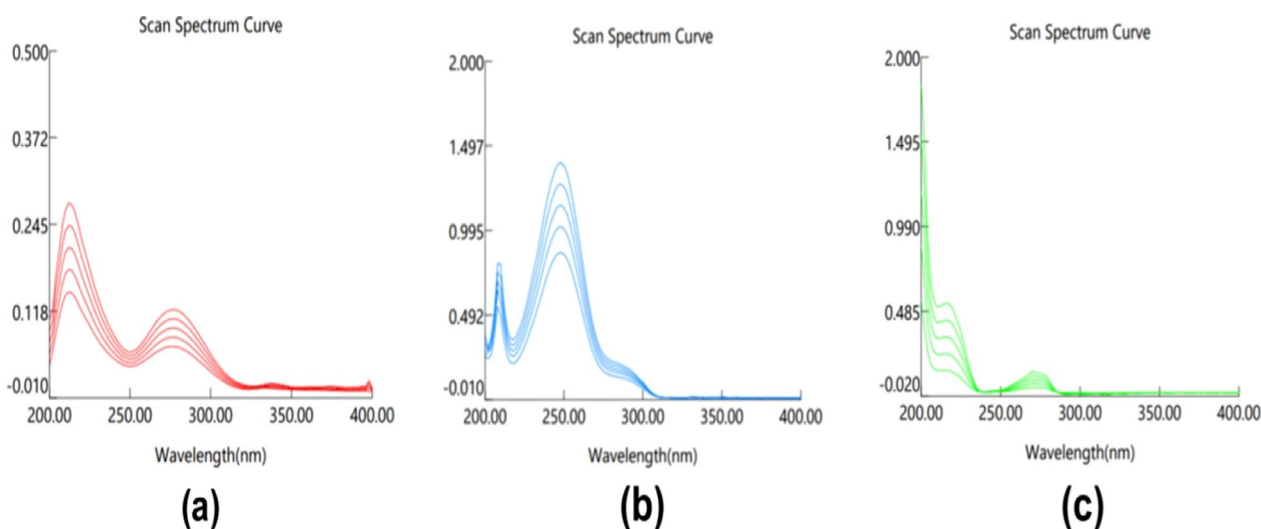 Scan Spectrum Curve
0.500
0.372
0.245
0.118
-0.010
200.00 250.00 300.00 350.00 400.00
Wavelength(nm)
(a)
Scan Spectrum Curve
2.000
1.497
0.995
0.492
-0.010
200.00 250.00 300.00 350.00 400.00
Wavelength(nm)
(b)
Scan Spectrum Curve
2.000
1.495
0.990
0.485
-0.020
200.00 250.00 300.00 350.00 400.00
Wavelength(nm)
(c)